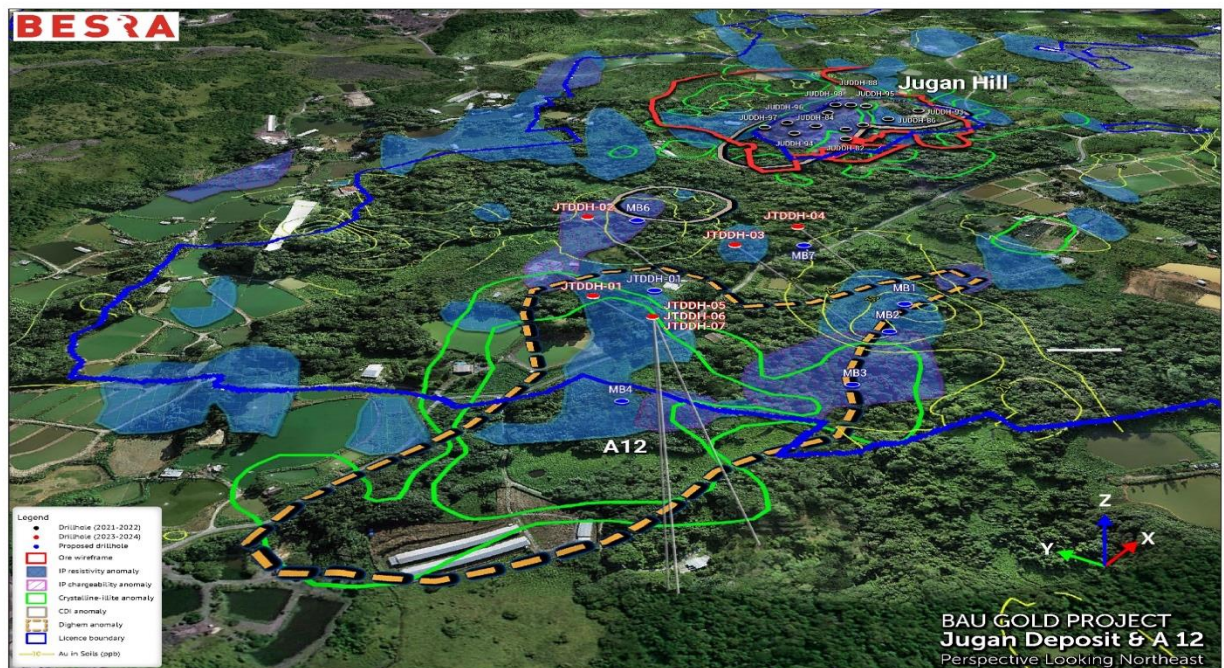 BESRA
Jugan Hill
JUDDH-88
JUDDH-98
JUDDH-95
JUDDH-96
JUDDH-93
JUDDH-97
JUDDH-84
JUDDH-86
JUDDH-94
JTDDH-02
MB6
JTDDH-04
JTDDH-03
MB7
JTDDH-01
JTDDH-01
MB1
JTDDH-05
JTDDH-06
JTDDH-07
MB2
MB3
MB4
A12
Z
Y
X
Legend
Drillhole (2021-2022)
Drillhole (2023-2024)
Proposed drillhole
Ore wireframe
IP resistivity anomaly
IP chargeability anomaly
Crystalline-illite anomaly
CDI anomaly
Dighem anomaly
Licence boundary
Au in Soils (ppb)
BAU GOLD PROJECT
Jugan Deposit & A 12
Perspective Looking Northeast